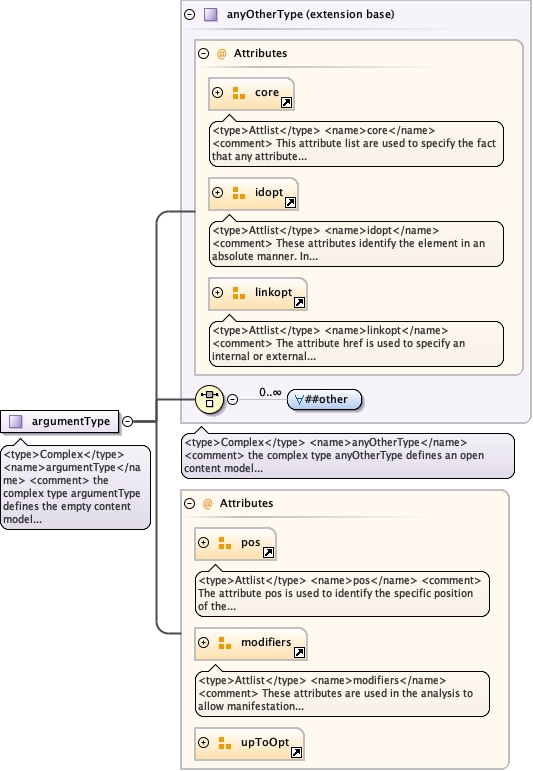 anyOtherType (extension base)
@ Attributes
core
<type>Attlist</type> <name>core</name>
<comment> This attribute list are used to specify the fact
that any attribute...
idopt
<type>Attlist</type> <name>idopt</name>
<comment> These attributes identify the element in an
absolute manner. In...
linkopt
<type>Attlist</type> <name>linkopt</name>
<comment> The attribute href is used to specify an
internal or external...
0..∞
∀##other
argumentType
<type>Complex</type>
<name>argumentType</na
me> <comment> the
complex type argumentType
defines the empty content
model...
<type>Complex</type> <name>anyOtherType</name>
<comment> the complex type anyOtherType defines an open
content model...
@ Attributes
pos
<type>Attlist</type> <name>pos</name> <comment>
The attribute pos is used to identify the specific position
of the...
modifiers
<type>Attlist</type> <name>modifiers</name>
<comment> These attributes are used in the analysis to
allow manifestation...
upToOpt